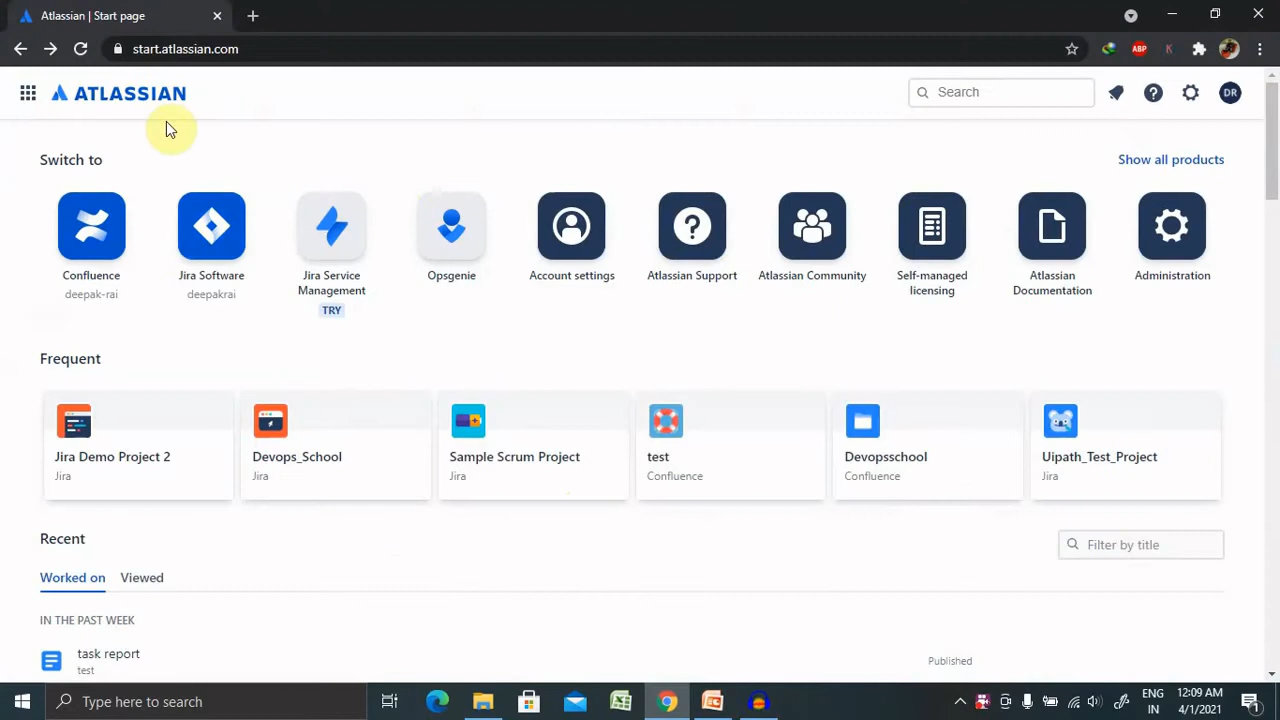 Atlassian | Start page
start.atlassian.com
ABP
K
ATLASSIAN
Search
DR
Switch to
Show all products
Confluence
deepak-rai
Jira Software
deepakrai
Jira Service
Management
TRY
Opsgenie
Account settings
Atlassian Support
Atlassian Community
Self-managed
licensing
Atlassian
Documentation
Administration
Frequent
Jira Demo Project 2
Jira
Devops_School
Jira
Sample Scrum Project
Jira
test
Confluence
Devopsschool
Confluence
Uipath_Test_Project
Jira
Recent
Filter by title
Worked on
Viewed
IN THE PAST WEEK
task report
test
Published
Type here to search
ENG
IN
12:09 AM
4/1/2021
1